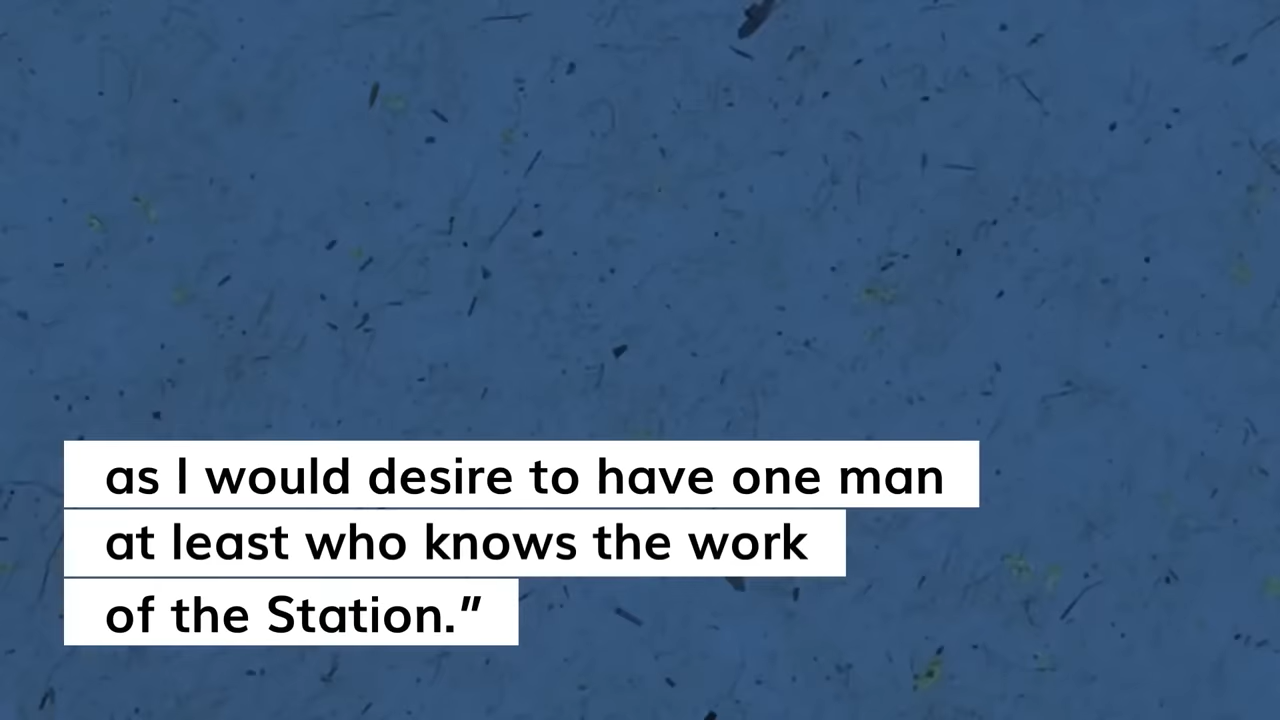 as I would desire to have one man
at least who knows the work
of the Station.”